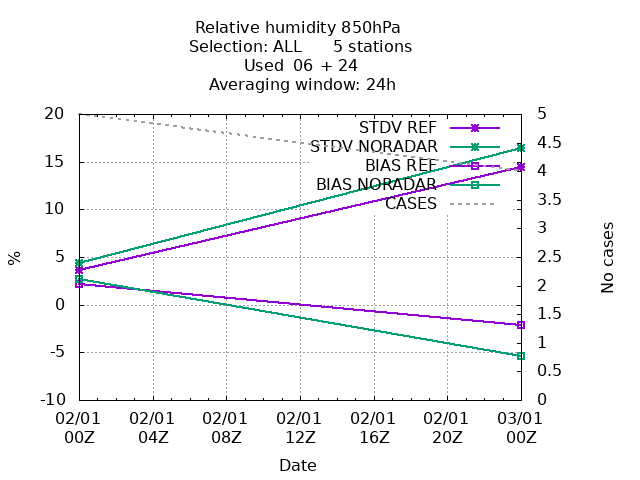 Relative humidity 850hPa
Selection: ALL 5 stations
Used 06 + 24
Averaging window: 24h
20
15
10
5
0
-5
-10
%
5
4.5
4
3.5
3
2.5
2
1.5
1
0.5
0
No cases
STDV REF
STDV NORADAR
BIAS REF
BIAS NORADAR
CASES
02/01 02/01 02/01 02/01 02/01 02/01 03/01
00Z 04Z 08Z 12Z 16Z 20Z 00Z
Date